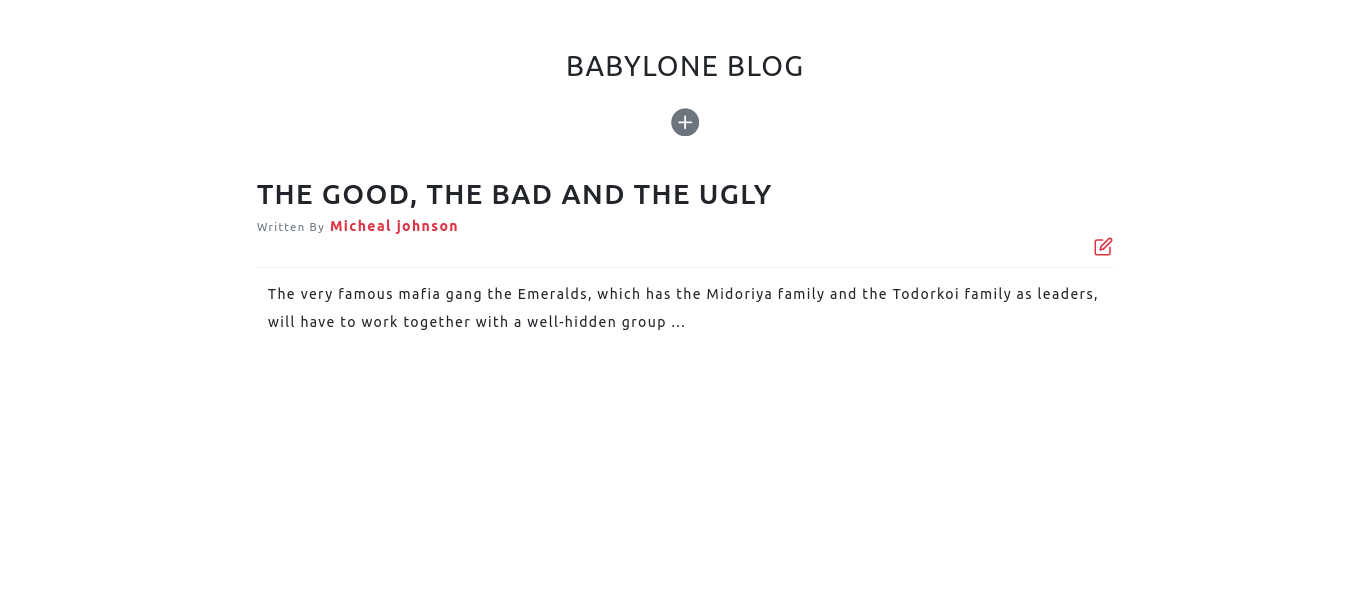 BABYLONE BLOG
THE GOOD, THE BAD AND THE UGLY
Written By Micheal johnson
The very famous mafia gang the Emeralds, which has the Midoriya family and the Todorkoi family as leaders,
will have to work together with a well-hidden group ...